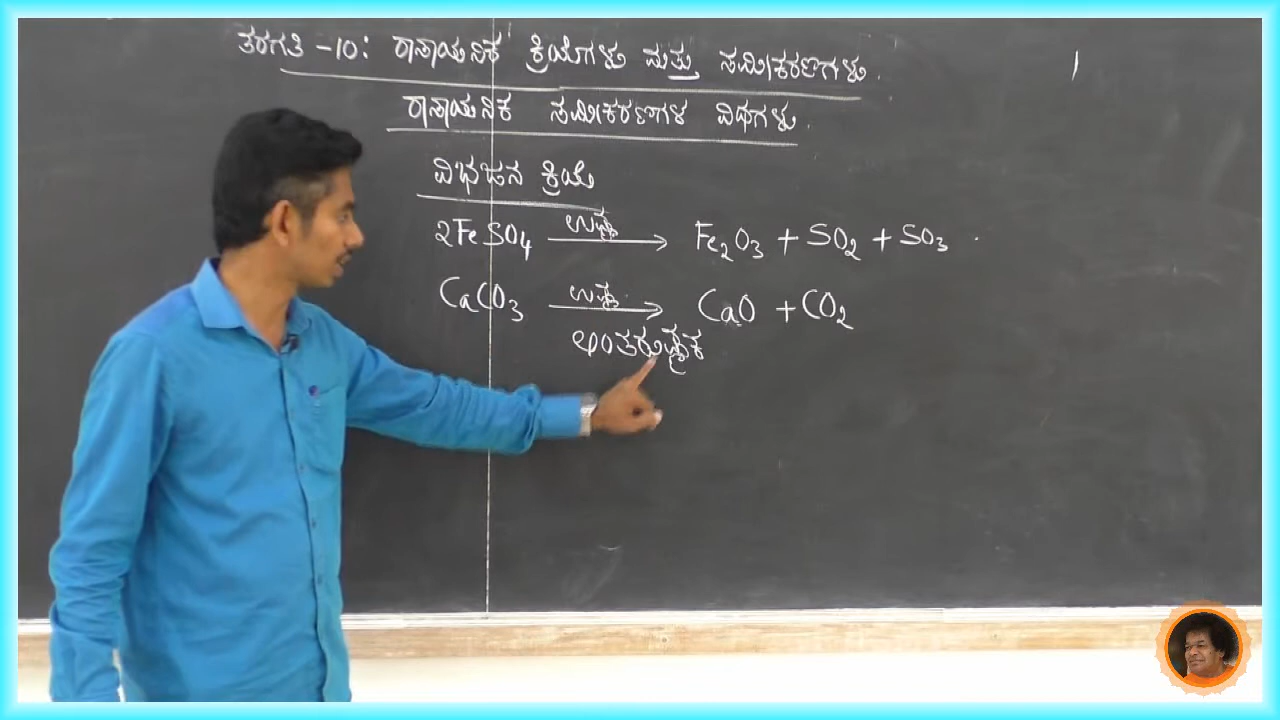 ತರಗತಿ -10: ರಾಸಾಯನಿಕ ಕ್ರಿಯೆಗಳು ಮತ್ತು ಸಮೀಕರಣಗಳು.
ರಾಸಾಯನಿಕ ಸಮೀಕರಣಗಳ ವಿಧಗಳು.
ವಿಭಜನ ಕ್ರಿಯೆ
2FeSO₄ —ಉಷ್ಣ→ Fe₂O₃ + SO₂ + SO₃
CaCO₃ —ಉಷ್ಣ→ CaO + CO₂
ಅಂತರುಷ್ಣಕ